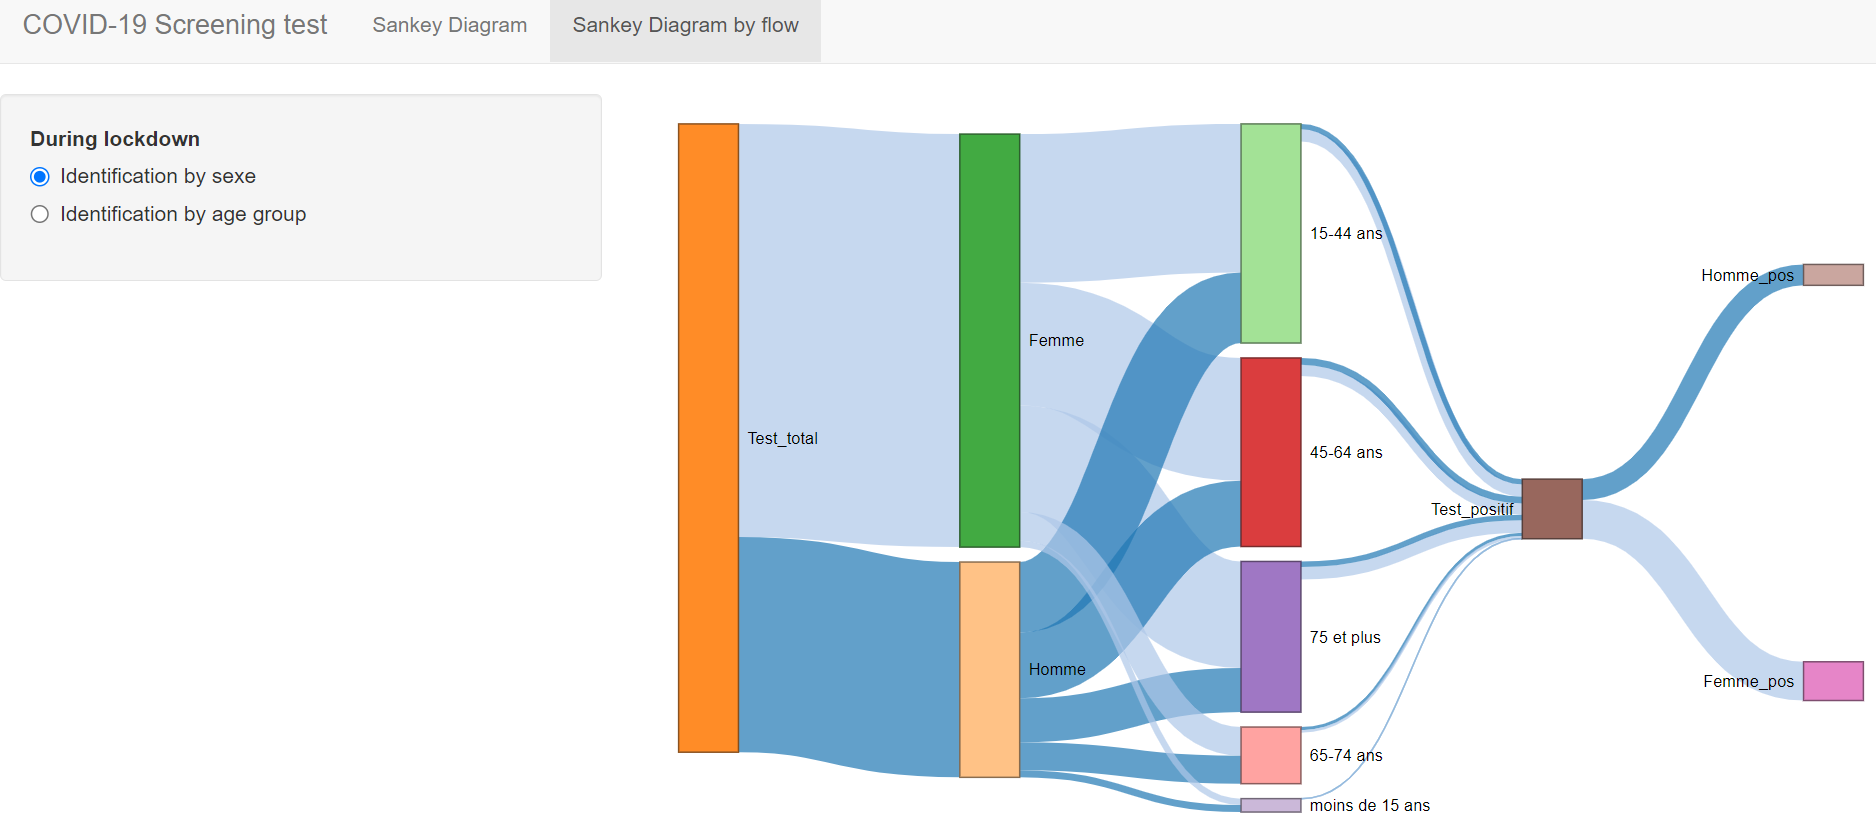 COVID-19 Screening test
Sankey Diagram
Sankey Diagram by flow
During lockdown
Identification by sexe
Identification by age group
Test_total
Femme
Homme
15-44 ans
45-64 ans
75 et plus
65-74 ans
moins de 15 ans
Test_positif
Homme_pos
Femme_pos